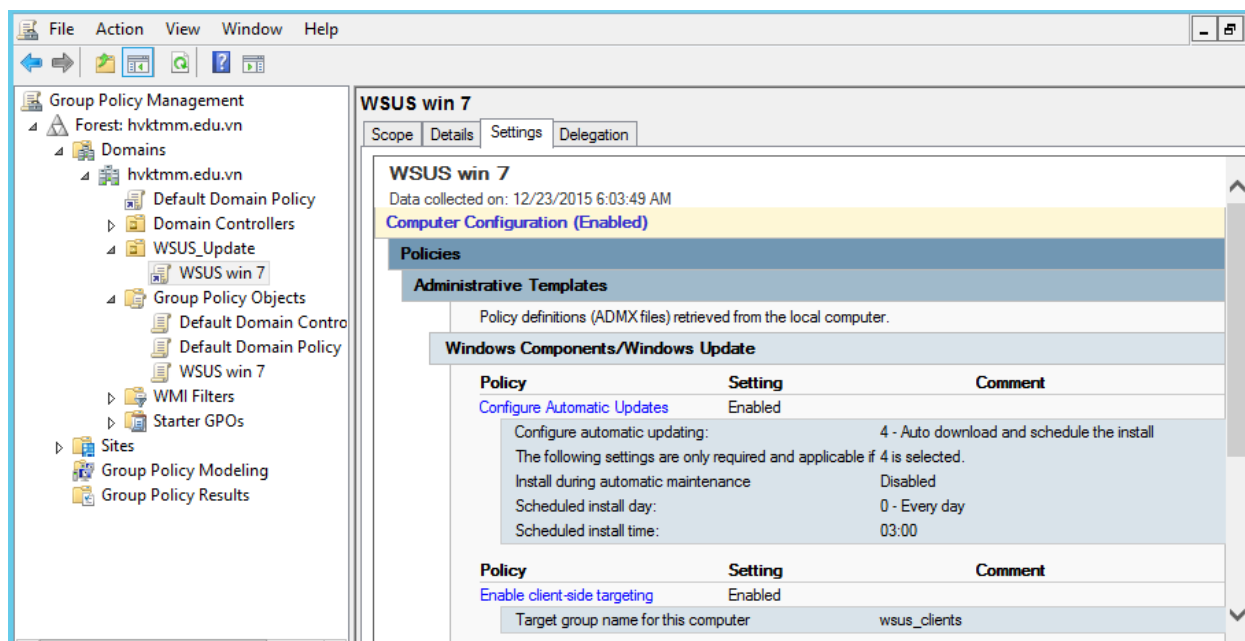 File Action View Window Help
Group Policy Management
Forest: hvktmm.edu.vn
Domains
hvktmm.edu.vn
Default Domain Policy
Domain Controllers
WSUS_Update
WSUS win 7
Group Policy Objects
Default Domain Contro
Default Domain Policy
WSUS win 7
WMI Filters
Starter GPOs
Sites
Group Policy Modeling
Group Policy Results
WSUS win 7
Scope Details Settings Delegation
WSUS win 7
Data collected on: 12/23/2015 6:03:49 AM
Computer Configuration (Enabled)
Policies
Administrative Templates
Policy definitions (ADMX files) retrieved from the local computer.
Windows Components/Windows Update
Policy Setting Comment
Configure Automatic Updates Enabled
Configure automatic updating: 4 - Auto download and schedule the install
The following settings are only required and applicable if 4 is selected.
Install during automatic maintenance Disabled
Scheduled install day: 0 - Every day
Scheduled install time: 03:00
Policy Setting Comment
Enable client-side targeting Enabled
Target group name for this computer wsus_clients